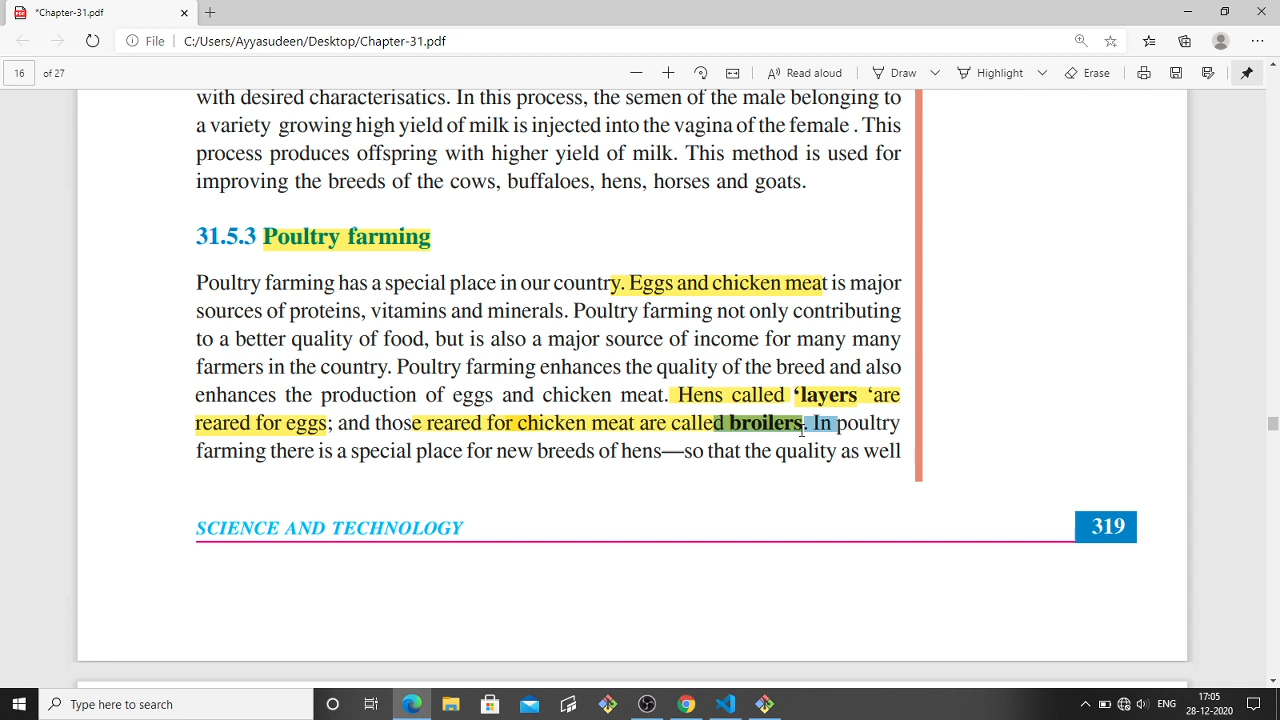 *Chapter-31.pdf
File | C:/Users/Ayyasudeen/Desktop/Chapter-31.pdf
16 of 27
Read aloud
Draw
Highlight
Erase
with desired characterisatics. In this process, the semen of the male belonging to
a variety growing high yield of milk is injected into the vagina of the female . This
process produces offspring with higher yield of milk. This method is used for
improving the breeds of the cows, buffaloes, hens, horses and goats.
31.5.3 Poultry farming
Poultry farming has a special place in our country. Eggs and chicken meat is major
sources of proteins, vitamins and minerals. Poultry farming not only contributing
to a better quality of food, but is also a major source of income for many many
farmers in the country. Poultry farming enhances the quality of the breed and also
enhances the production of eggs and chicken meat. Hens called ‘layers ‘are
reared for eggs; and those reared for chicken meat are called broilers. In poultry
farming there is a special place for new breeds of hens—so that the quality as well
SCIENCE AND TECHNOLOGY
319
Type here to search
ENG
17:05
28-12-2020